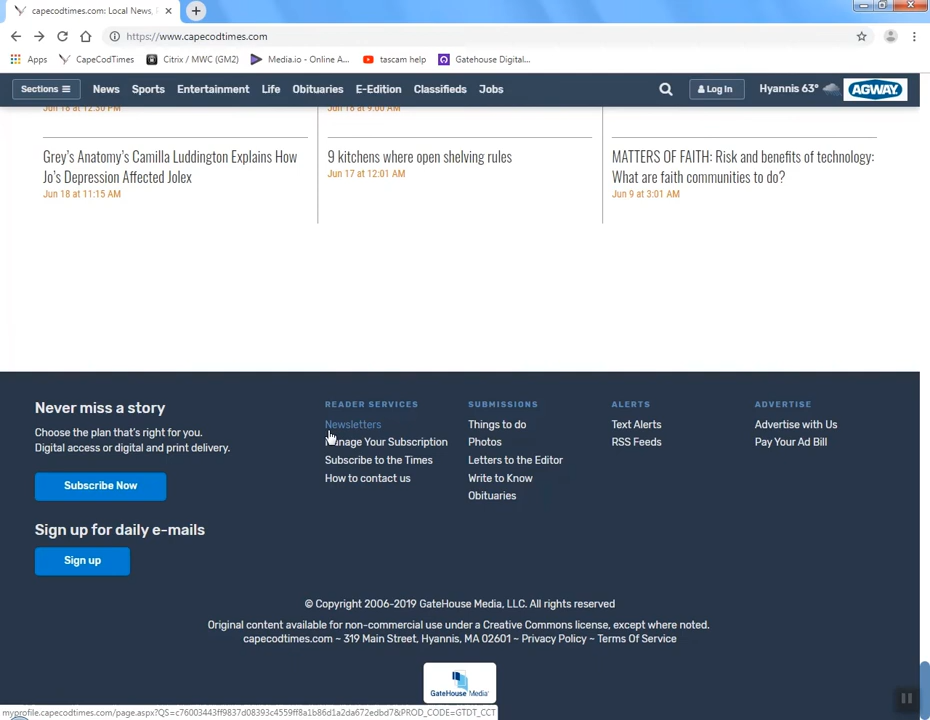 capecodtimes.com: Local News,
https://www.capecodtimes.com
Apps CapeCodTimes Citrix / MWC (GM2) Media.io - Online A... tascam help Gatehouse Digital...
Sections News Sports Entertainment Life Obituaries E-Edition Classifieds Jobs Log In Hyannis 63° AGWAY
Jun 18 at 12:30 PM
Jun 18 at 9:00 AM
Grey's Anatomy's Camilla Luddington Explains How
Jo's Depression Affected Jolex
Jun 18 at 11:15 AM
9 kitchens where open shelving rules
Jun 17 at 12:01 AM
MATTERS OF FAITH: Risk and benefits of technology:
What are faith communities to do?
Jun 9 at 3:01 AM
Never miss a story
Choose the plan that's right for you.
Digital access or digital and print delivery.
Subscribe Now
Sign up for daily e-mails
Sign up
READER SERVICES
Newsletters
Manage Your Subscription
Subscribe to the Times
How to contact us
SUBMISSIONS
Things to do
Photos
Letters to the Editor
Write to Know
Obituaries
ALERTS
Text Alerts
RSS Feeds
ADVERTISE
Advertise with Us
Pay Your Ad Bill
© Copyright 2006-2019 GateHouse Media, LLC. All rights reserved
Original content available for non-commercial use under a Creative Commons license, except where noted.
capecodtimes.com ~ 319 Main Street, Hyannis, MA 02601 ~ Privacy Policy ~ Terms Of Service
GateHouse Media
myprofile.capecodtimes.com/page.aspx?QS=c76003443ff9837d08393c4559ff8a1b86d1a2da672edbd7&PROD_CODE=GTDT_CCT